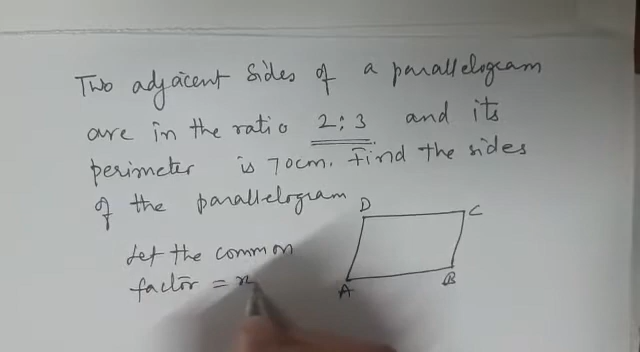 Two adjacent sides of a parallelogram
are in the ratio 2:3 and its
perimeter is 70cm. Find the sides
of the parallelogram
D
C
Let the common
factor = x
A
B